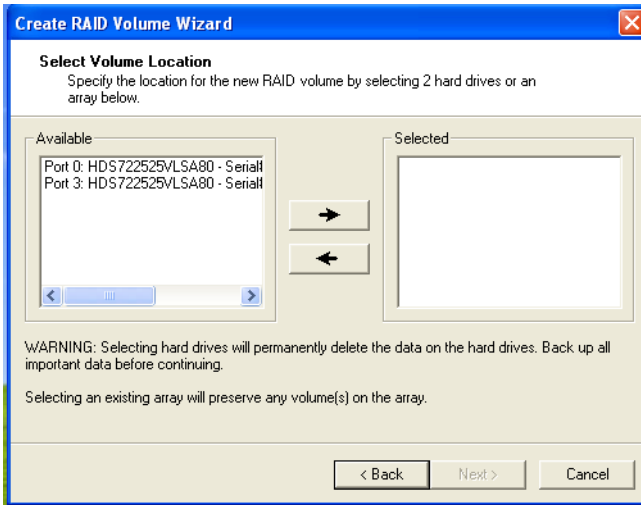 Create RAID Volume Wizard
Select Volume Location
Specify the location for the new RAID volume by selecting 2 hard drives or an
array below.
Available
Selected
Port 0: HDS722525VLSA80 - Serial
Port 3: HDS722525VLSA80 - Serial
WARNING: Selecting hard drives will permanently delete the data on the hard drives. Back up all
important data before continuing.
Selecting an existing array will preserve any volume(s) on the array.
< Back
Next >
Cancel